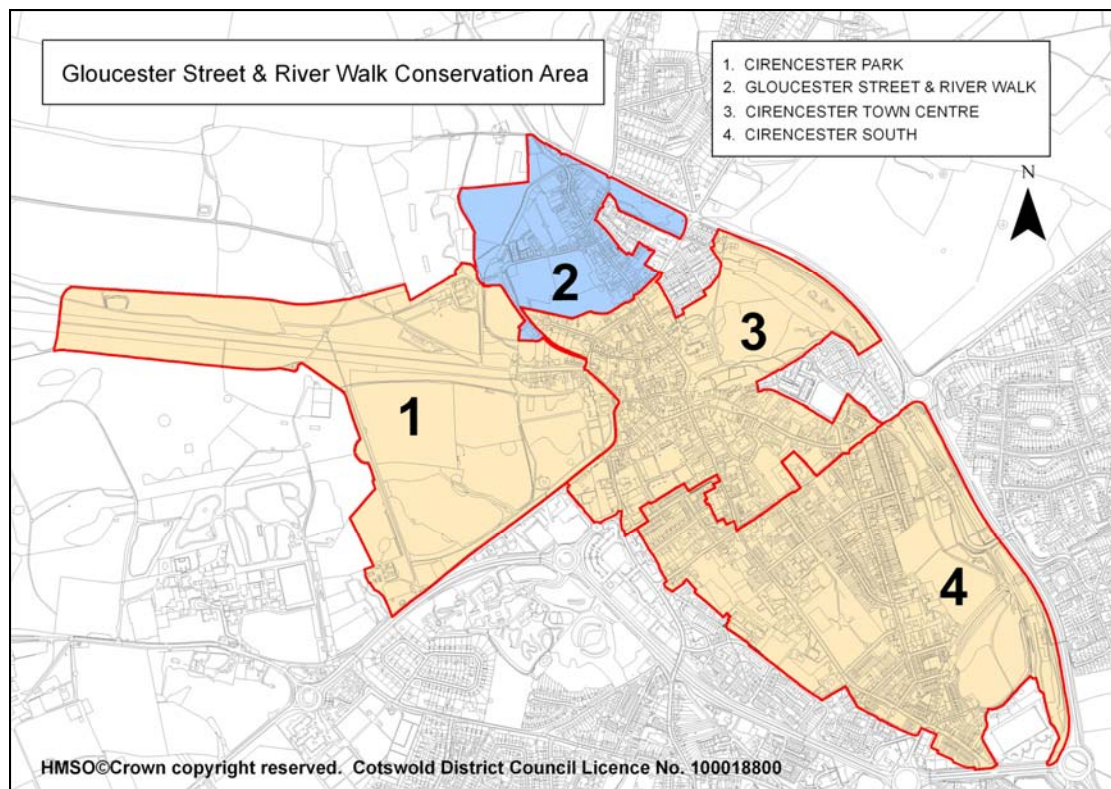 Gloucester Street & River Walk Conservation Area
1. CIRENCESTER PARK
2. GLOUCESTER STREET & RIVER WALK
3. CIRENCESTER TOWN CENTRE
4. CIRENCESTER SOUTH
N
2
3
1
4
HMSO©Crown copyright reserved. Cotswold District Council Licence No. 100018800